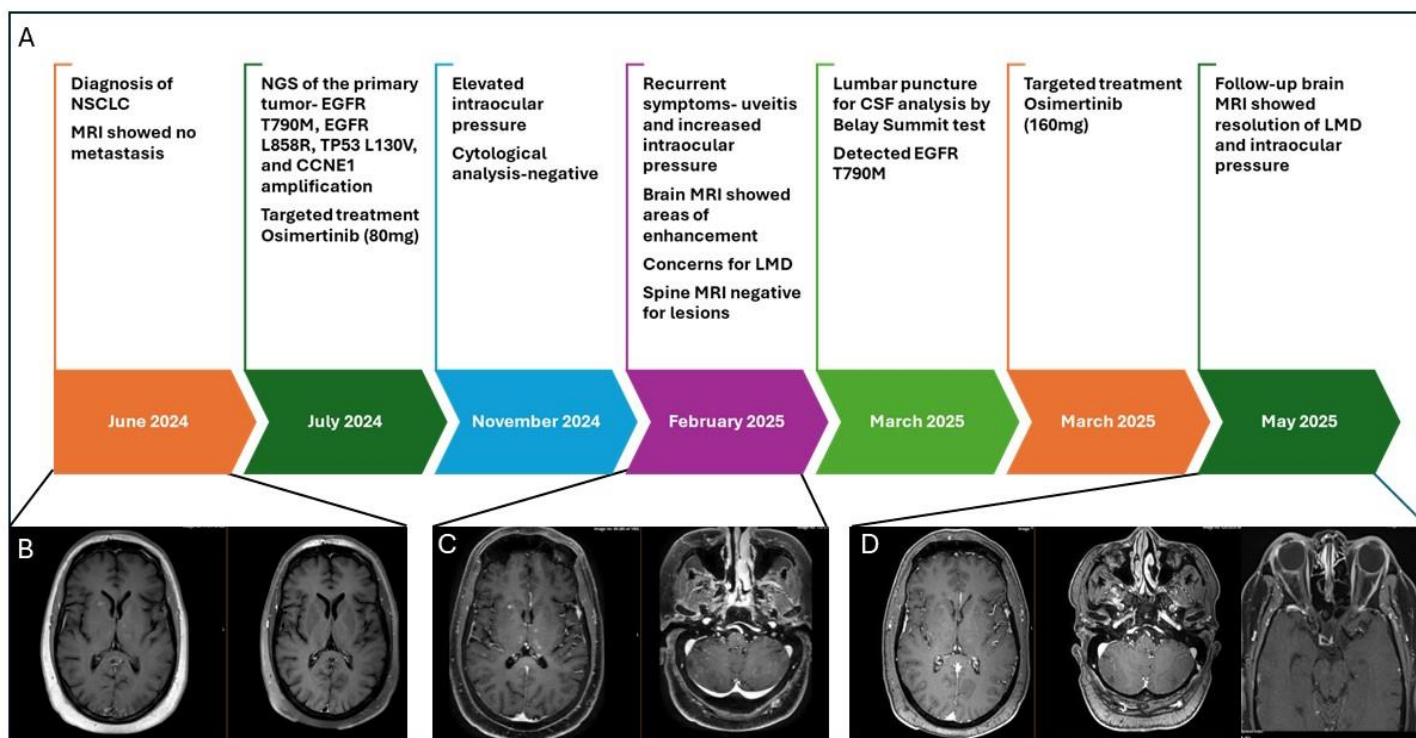 A
Diagnosis of
NSCLC
MRI showed no
metastasis
NGS of the primary
tumor- EGFR
T790M, EGFR
L858R, TP53 L130V,
and CCNE1
amplification
Targeted treatment
Osimertinib (80mg)
Elevated
intraocular
pressure
Cytological
analysis-negative
Recurrent
symptoms- uveitis
and increased
intraocular
pressure
Brain MRI showed
areas of
enhancement
Concerns for LMD
Spine MRI negative
for lesions
Lumbar puncture
for CSF analysis by
Belay Summit test
Detected EGFR
T790M
Targeted treatment
Osimertinib
(160mg)
Follow-up brain
MRI showed
resolution of LMD
and intraocular
pressure
June 2024
July 2024
November 2024
February 2025
March 2025
March 2025
May 2025
B
C
D